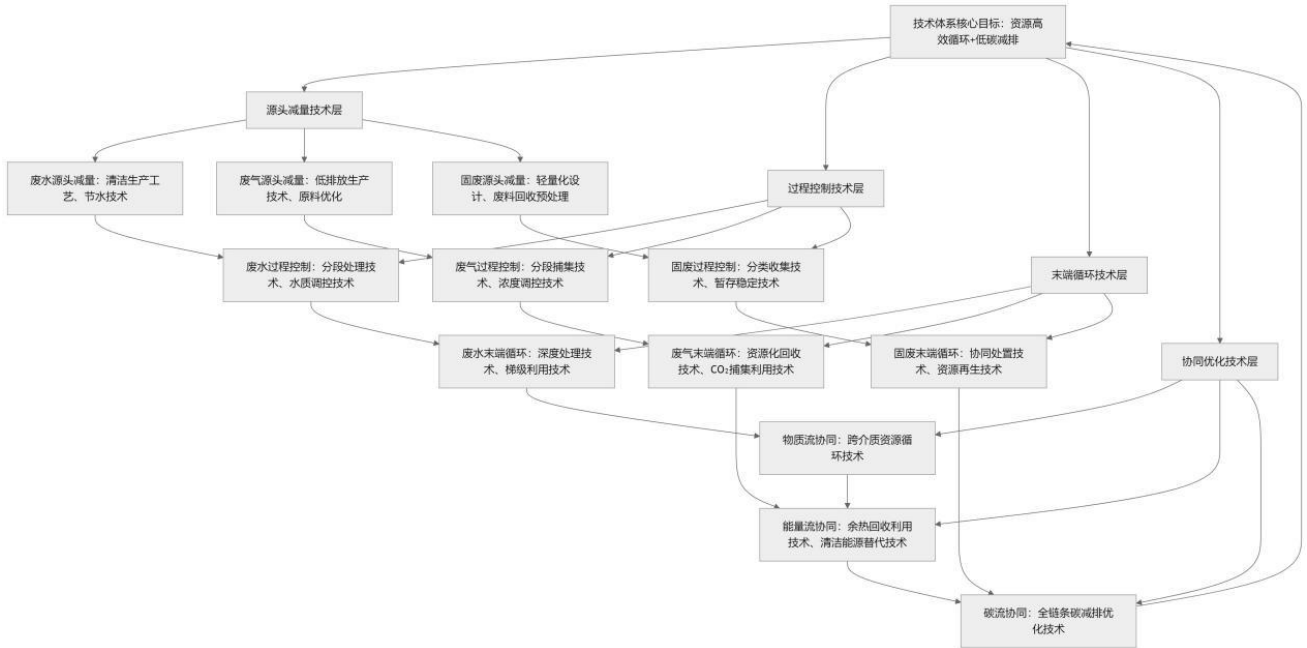 技术体系核心目标：资源高
效循环+低碳减排
源头减量技术层
废水源头减量：清洁生产工
艺、节水技术
废气源头减量：低排放生产
技术、原料优化
固废源头减量：轻量化设
计、废料回收预处理
过程控制技术层
废水过程控制：分段处理技
术、水质调控技术
废气过程控制：分段捕集技
术、浓度调控技术
固废过程控制：分类收集技
术、暂存稳定技术
末端循环技术层
废水末端循环：深度处理技
术、梯级利用技术
废气末端循环：资源化回收
技术、CO₂捕集利用技术
固废末端循环：协同处置技
术、资源再生技术
协同优化技术层
物质流协同：跨介质资源循
环技术
能量流协同：余热回收利用
技术、清洁能源替代技术
碳流协同：全链条碳减排优
化技术